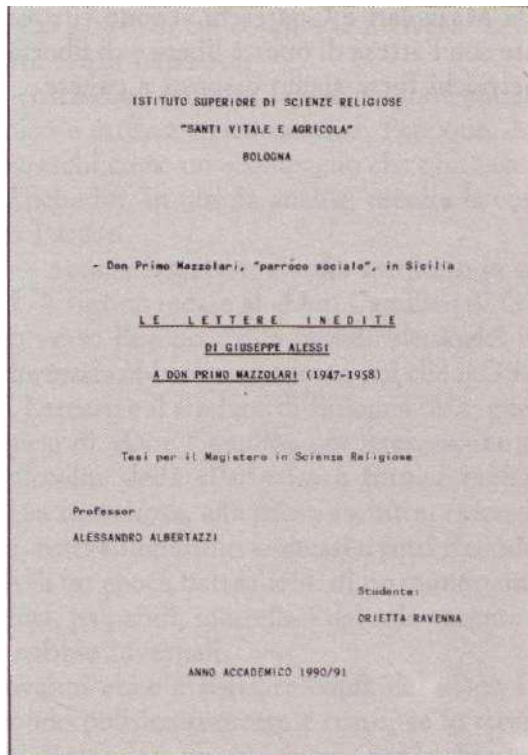 ISTITUTO SUPERIORE DI SCIENZE RELIGIOSE
"SANTI VITALE E AGRICOLA"
BOLOGNA
- Don Primo Mazzolari, "parroco sociale", in Sicilia
LE LETTERE INEDITE
DI GIUSEPPE ALESSI
A DON PRIMO MAZZOLARI (1947-1958)
Tesi per il Magistero in Scienze Religiose
Professor
ALESSANDRO ALBERTAZZI
Studente:
ORIETTA RAVENNA
ANNO ACCADEMICO 1990/91